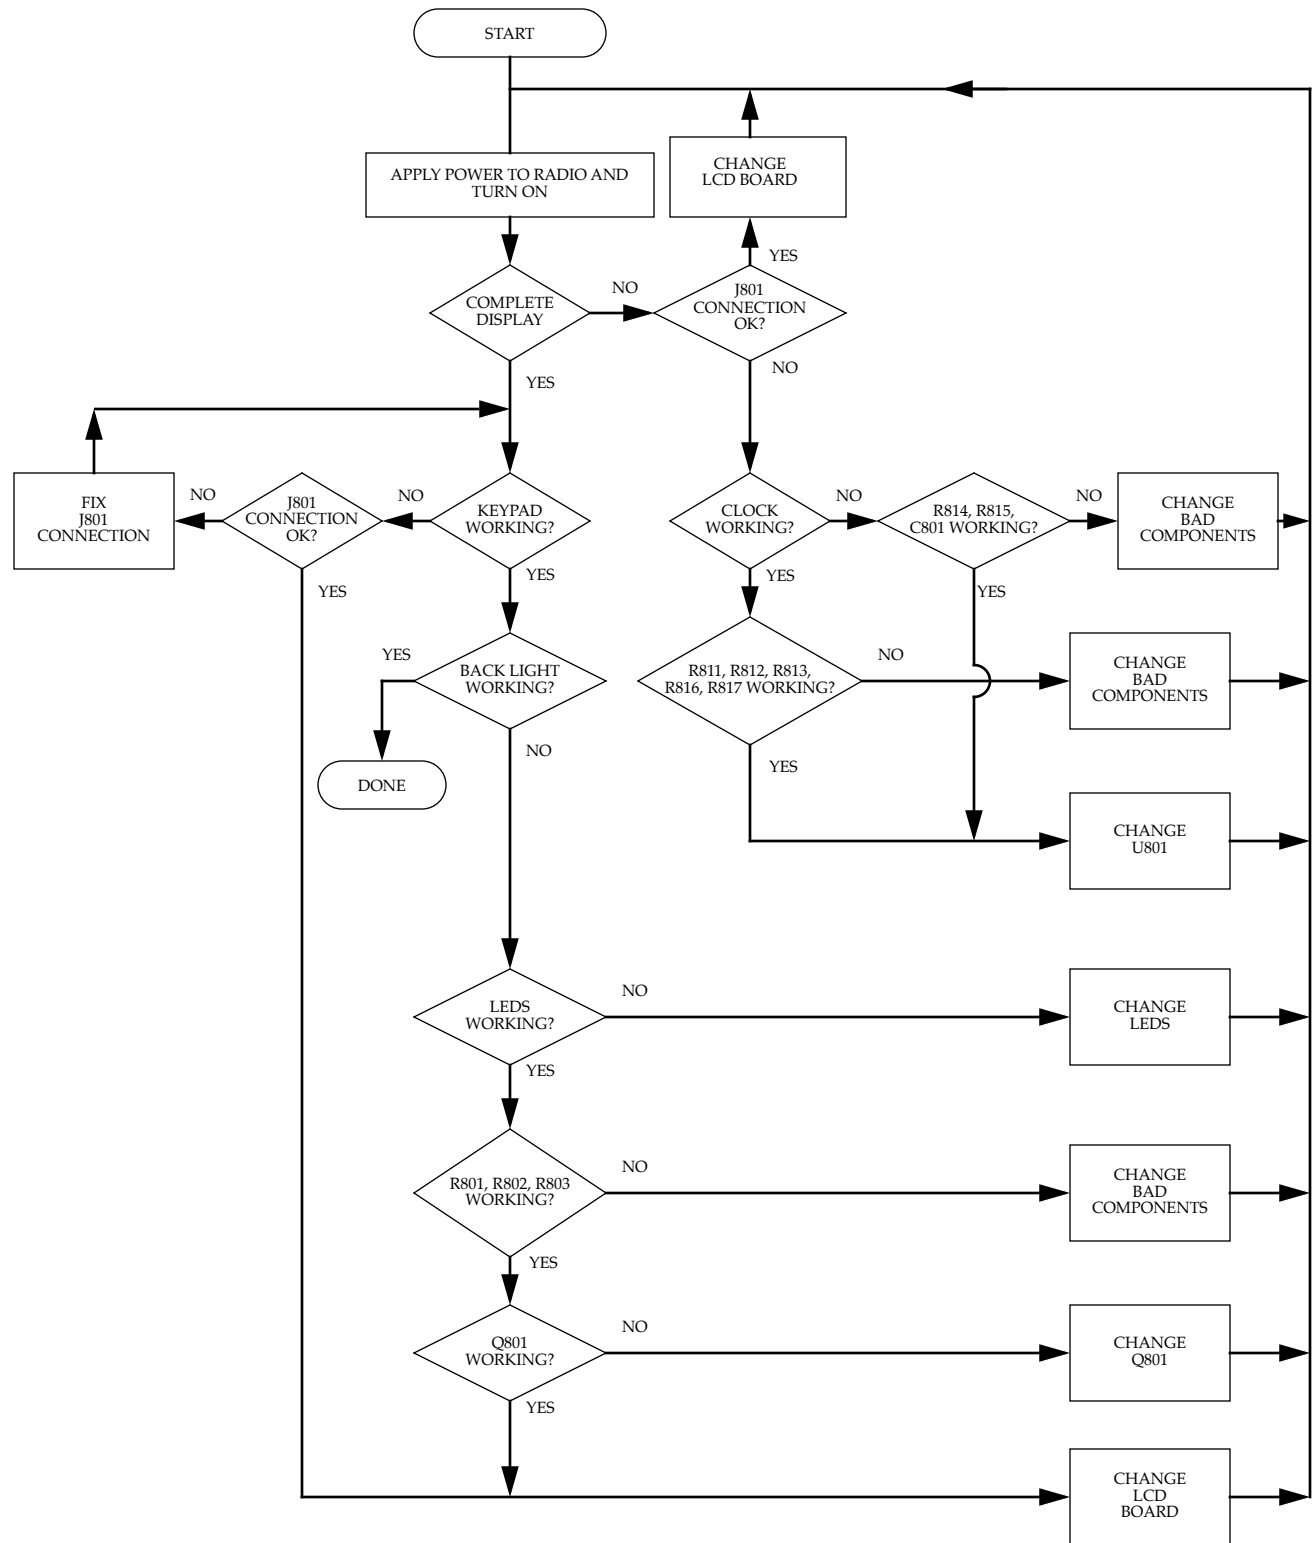 START
APPLY POWER TO RADIO AND
TURN ON
CHANGE
LCD BOARD
YES
COMPLETE
DISPLAY
NO
J801
CONNECTION
OK?
YES
NO
FIX
J801
CONNECTION
NO
J801
CONNECTION
OK?
NO
KEYPAD
WORKING?
CLOCK
WORKING?
NO
R814, R815,
C801 WORKING?
NO
CHANGE
BAD
COMPONENTS
YES
YES
YES
YES
YES
BACK LIGHT
WORKING?
R811, R812, R813,
R816, R817 WORKING?
NO
CHANGE
BAD
COMPONENTS
NO
YES
DONE
CHANGE
U801
LEDS
WORKING?
NO
CHANGE
LEDS
YES
R801, R802, R803
WORKING?
NO
CHANGE
BAD
COMPONENTS
YES
Q801
WORKING?
NO
CHANGE
Q801
YES
CHANGE
LCD
BOARD